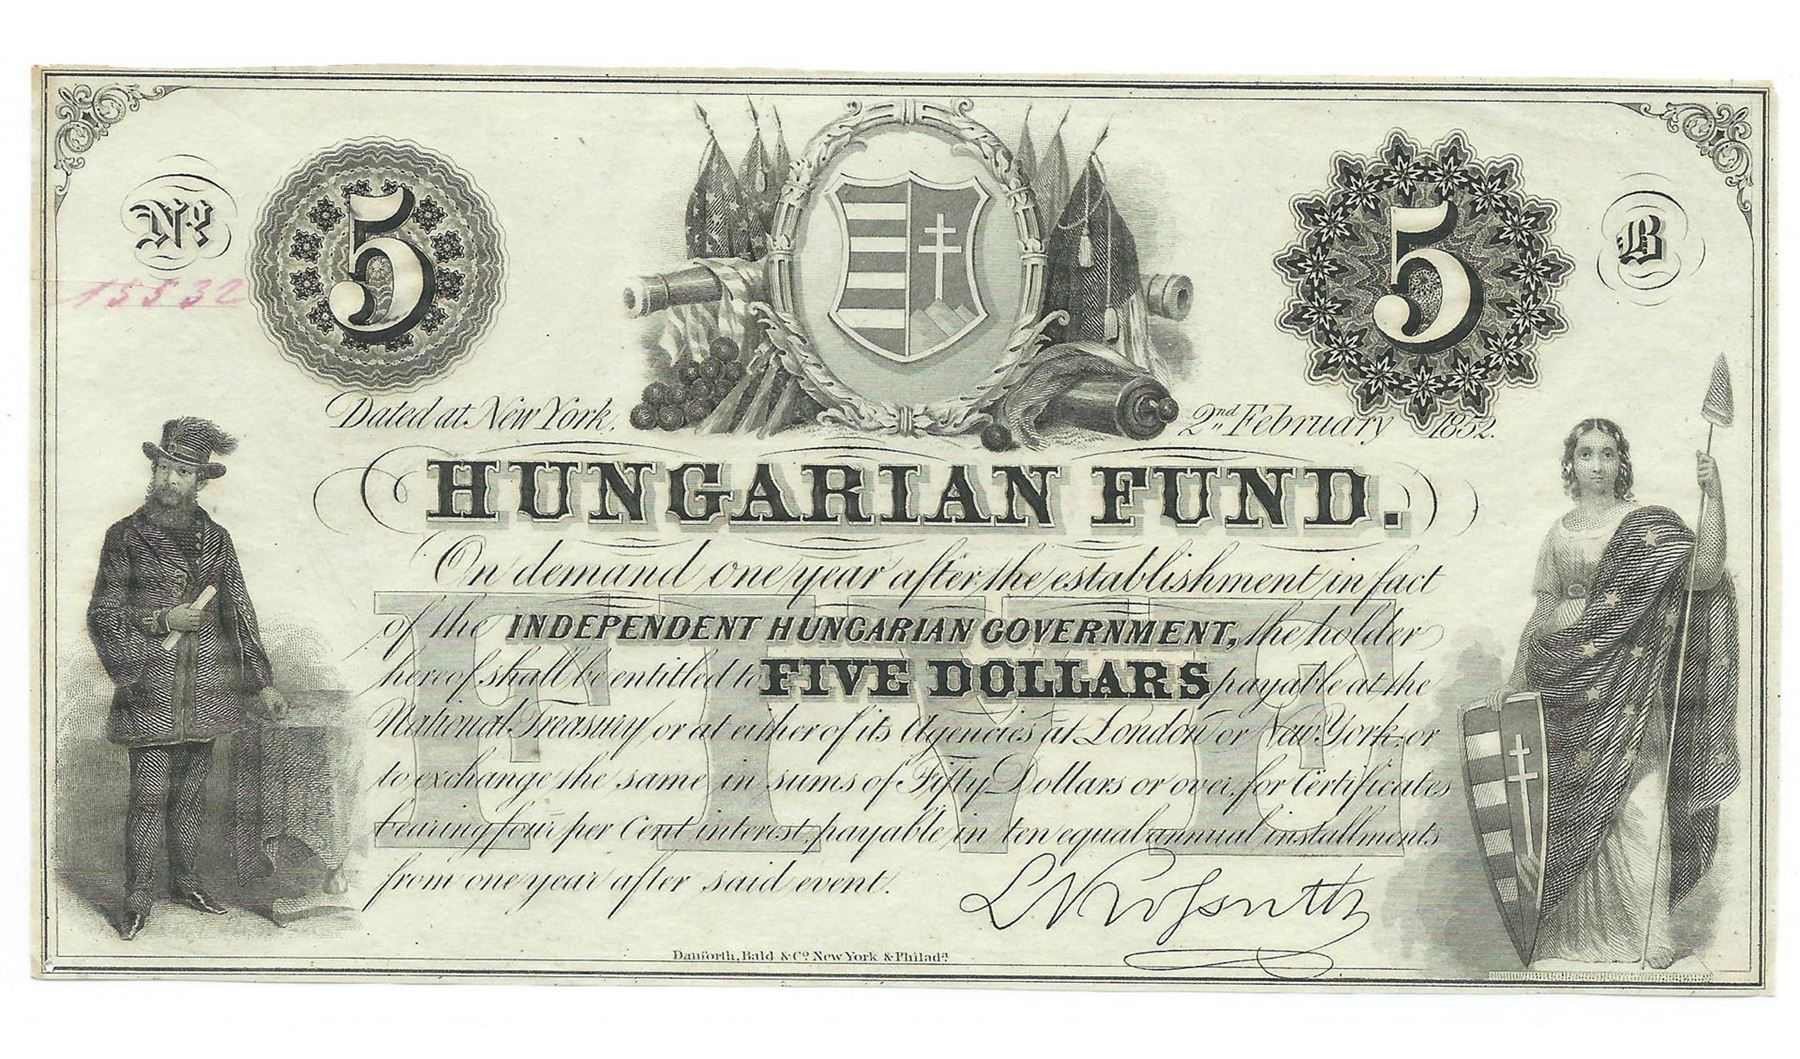 No. 5 5 B
15532
Dated at New York, 2nd February 1852.
HUNGARIAN FUND.
On demand one year after the establishment in fact
of the INDEPENDENT HUNGARIAN GOVERNMENT, the holder
hereof shall be entitled to FIVE DOLLARS payable at the
National Treasury, or at either of its Agencies at London or New York, or
to exchange the same in sums of Fifty Dollars or over, for Certificates
bearing four per Cent interest, payable in ten equal annual installments
from one year after said event.
FIVE
L Kossuth
Danforth, Bald & Co. New York & Philada.